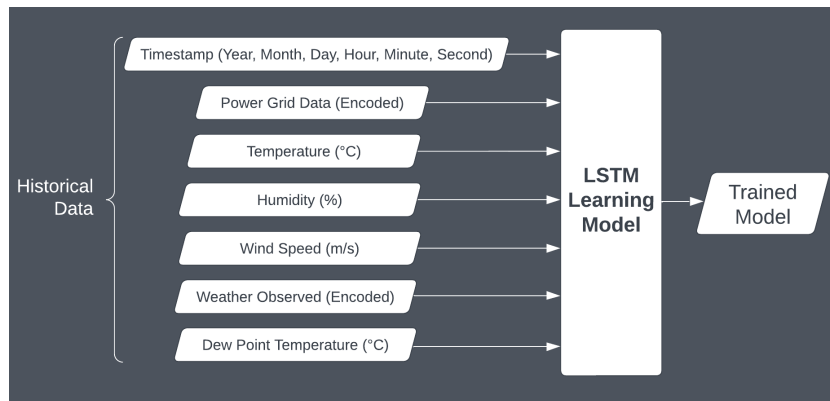 Historical
Data
Timestamp (Year, Month, Day, Hour, Minute, Second)
Power Grid Data (Encoded)
Temperature (°C)
Humidity (%)
Wind Speed (m/s)
Weather Observed (Encoded)
Dew Point Temperature (°C)
LSTM
Learning
Model
Trained
Model